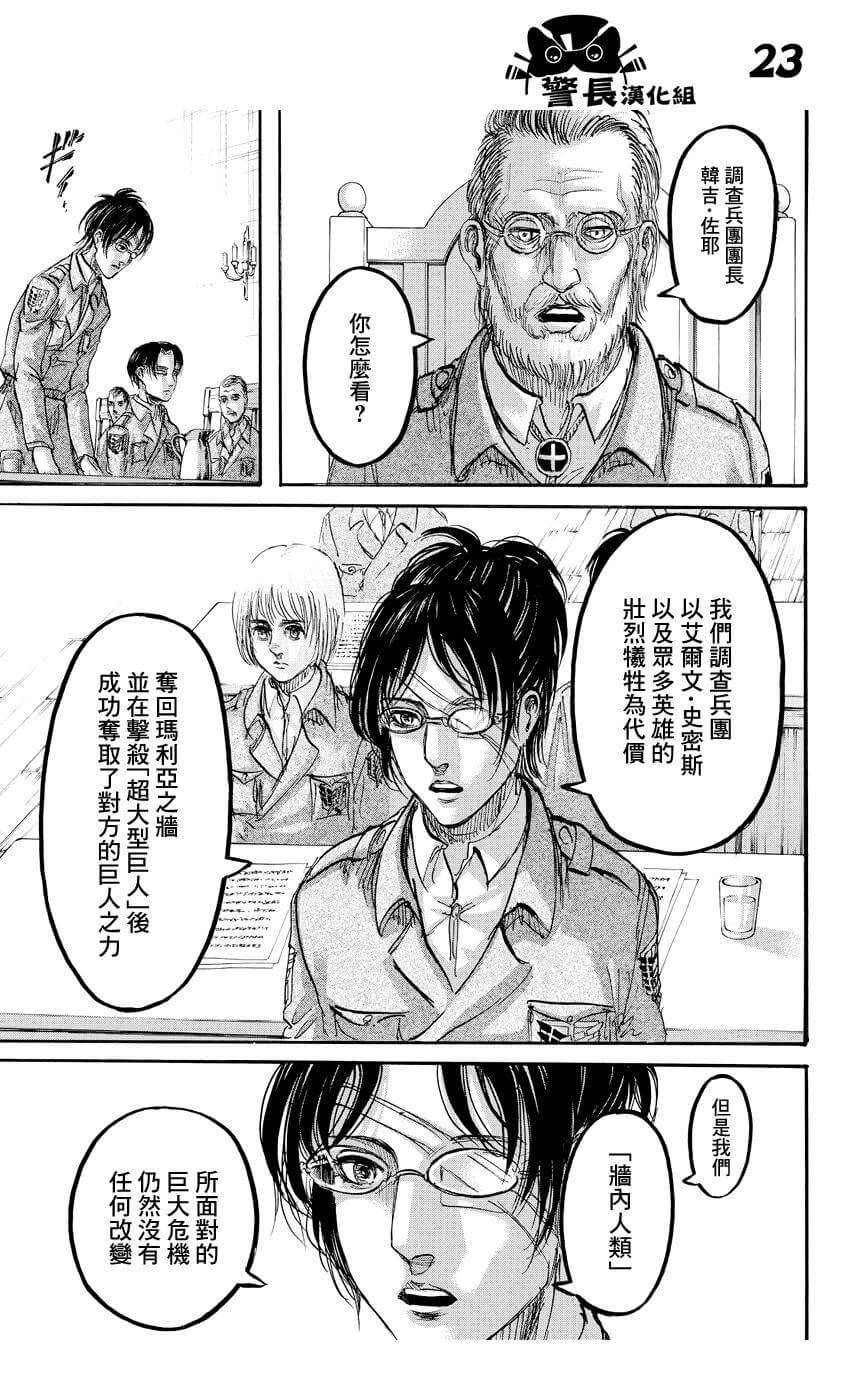 警長漢化組
23
調查兵團團長
韓吉·佐耶
你怎麼看？
ギッ
我們調查兵團
以艾爾文·史密斯
以及眾多英雄的
壯烈犧牲為代價
奪回瑪利亞之牆
並在擊殺「超大型巨人」後
成功奪取了對方的巨人之力
但是我們
「牆內人類」
所面對的
巨大危機
仍然沒有
任何改變